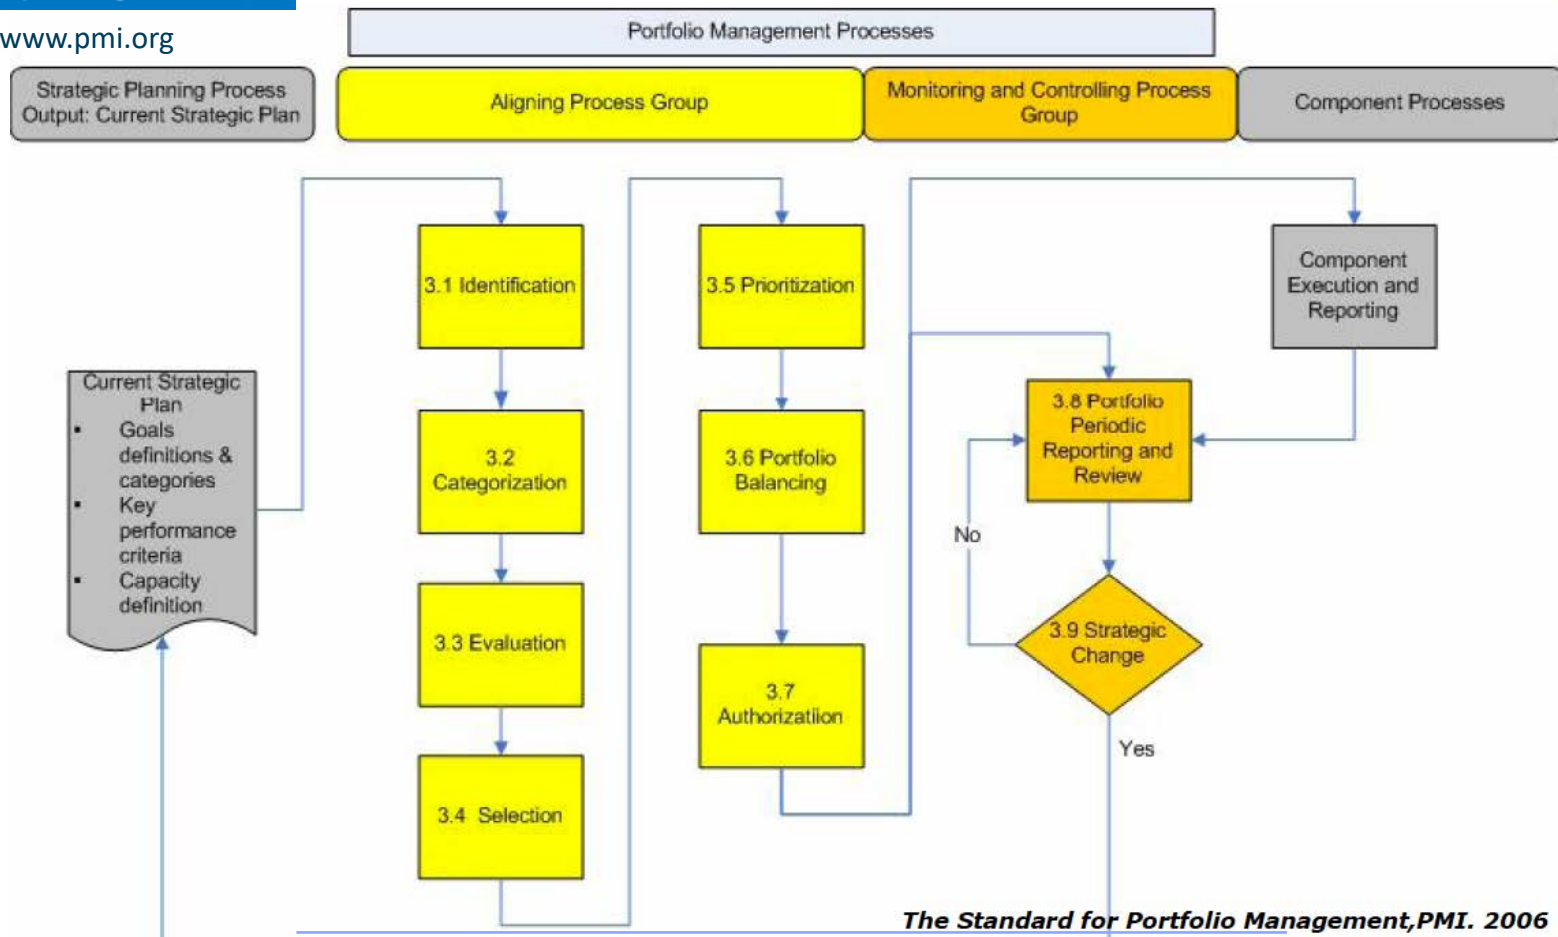 www.pmi.org
Portfolio Management Processes
Strategic Planning Process
Output: Current Strategic Plan
Aligning Process Group
Monitoring and Controlling Process
Group
Component Processes
Current Strategic
Plan
▪ Goals
definitions &
categories
▪ Key
performance
criteria
▪ Capacity
definition
3.1 Identification
3.2
Categorization
3.3 Evaluation
3.4 Selection
3.5 Prioritization
3.6 Portfolio
Balancing
3.7
Authorizatiion
Component
Execution and
Reporting
3.8 Portfolio
Periodic
Reporting and
Review
No
3.9 Strategic
Change
Yes
The Standard for Portfolio Management,PMI. 2006